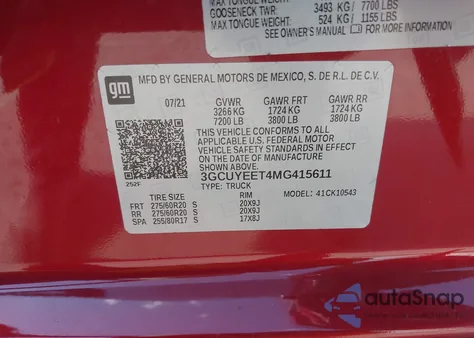 MAX TONGUE WEIGHT:
3493 KG/ 7700 LBS
GOOSENECK TWR:
524 KG / 1155 LBS
MAX TONGUE WEIGHT:
SEE OWNER'S MANUAL FOR MORE INFORMATION
gm
MFD BY GENERAL MOTORS DE MEXICO, S. DE R.L. DE C.V.
07/21 GVWR GAWR FRT GAWR RR
3266 KG 1724 KG 1724 KG
7200 LB 3800 LB 3800 LB
THIS VEHICLE CONFORMS TO ALL APPLICABLE
U.S. FEDERAL MOTOR VEHICLE SAFETY
STANDARDS IN EFFECT ON THE DATE OF
MANUFACTURE SHOWN ABOVE.
3GCUYEET4MG415611
TYPE: TRUCK MODEL: 41CK10543
252F
TIRE SIZE RIM
FRT 275/60R20 S 20X9J
RR 275/60R20 S 20X9J
SPA 255/80R17 S 17X8J
autoSnap